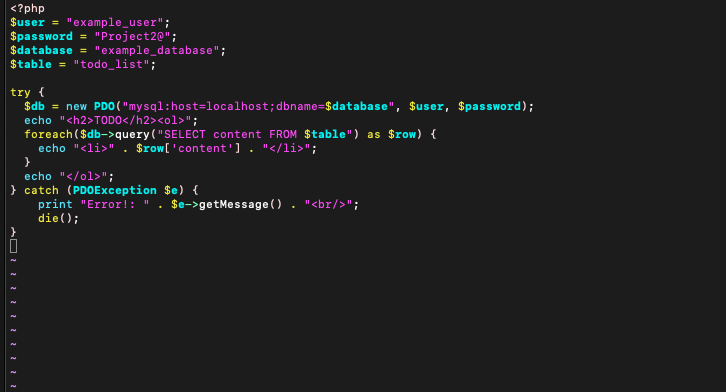 <?php
$user = "example_user";
$password = "Project2@";
$database = "example_database";
$table = "todo_list";

try {
  $db = new PDO("mysql:host=localhost;dbname=$database", $user, $password);
  echo "<h2>TODO</h2><ol>";
  foreach($db->query("SELECT content FROM $table") as $row) {
    echo "<li>" . $row['content'] . "</li>";
  }
  echo "</ol>";
} catch (PDOException $e) {
    print "Error!: " . $e->getMessage() . "<br/>";
    die();
}
~
~
~
~
~
~
~
~
~
~